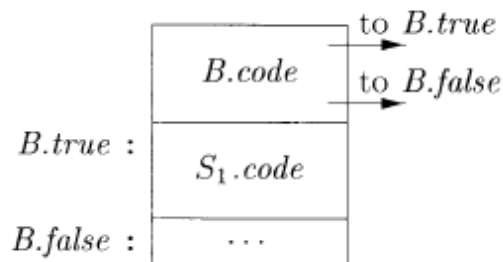 to B.true
B.code
to B.false
B.true :
S₁.code
B.false :
...